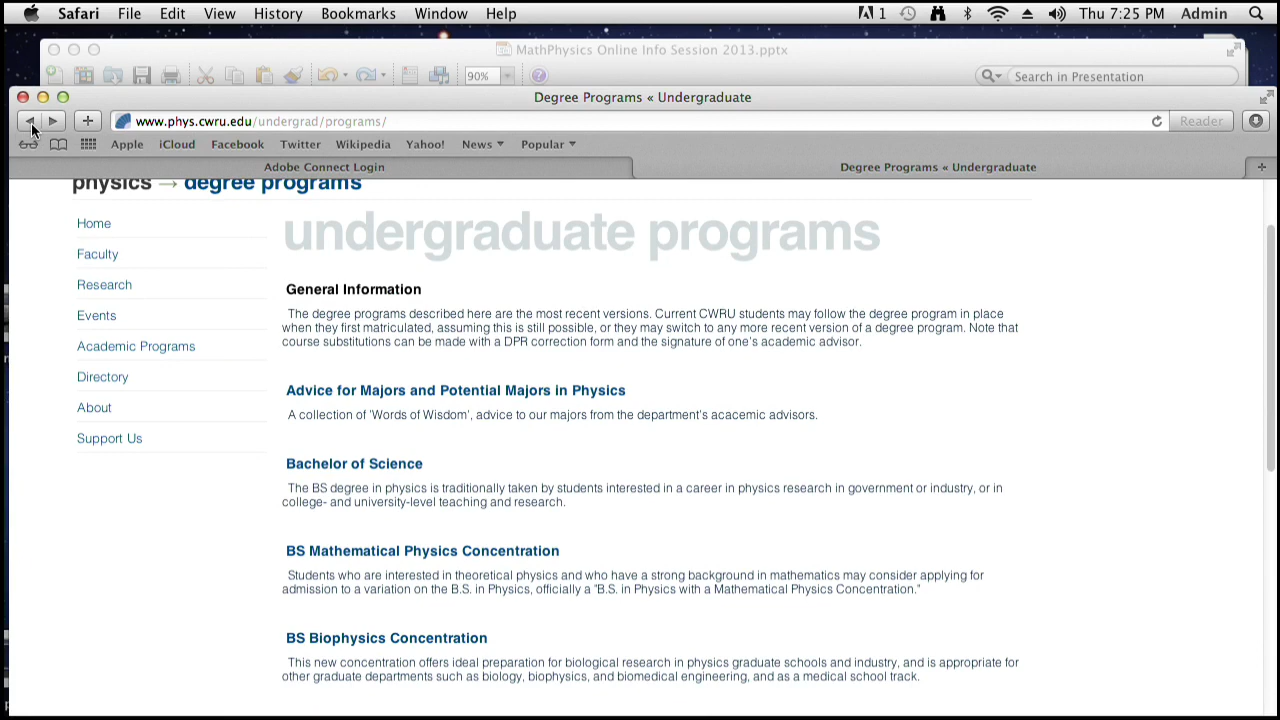 Safari File Edit View History Bookmarks Window Help 1 Thu 7:25 PM Admin
MathPhysics Online Info Session 2013.pptx
90% Search in Presentation
Degree Programs « Undergraduate
www.phys.cwru.edu/undergrad/programs/ Reader
Apple iCloud Facebook Twitter Wikipedia Yahoo! News Popular
Adobe Connect Login Degree Programs « Undergraduate
physics → degree programs
Home
Faculty
Research
Events
Academic Programs
Directory
About
Support Us
undergraduate programs
General Information
The degree programs described here are the most recent versions. Current CWRU students may follow the degree program in place
when they first matriculated, assuming this is still possible, or they may switch to any more recent version of a degree program. Note that
course substitutions can be made with a DPR correction form and the signature of one's academic advisor.
Advice for Majors and Potential Majors in Physics
A collection of 'Words of Wisdom', advice to our majors from the department's acacemic advisors.
Bachelor of Science
The BS degree in physics is traditionally taken by students interested in a career in physics research in government or industry, or in
college- and university-level teaching and research.
BS Mathematical Physics Concentration
Students who are interested in theoretical physics and who have a strong background in mathematics may consider applying for
admission to a variation on the B.S. in Physics, officially a "B.S. in Physics with a Mathematical Physics Concentration."
BS Biophysics Concentration
This new concentration offers ideal preparation for biological research in physics graduate schools and industry, and is appropriate for
other graduate departments such as biology, biophysics, and biomedical engineering, and as a medical school track.